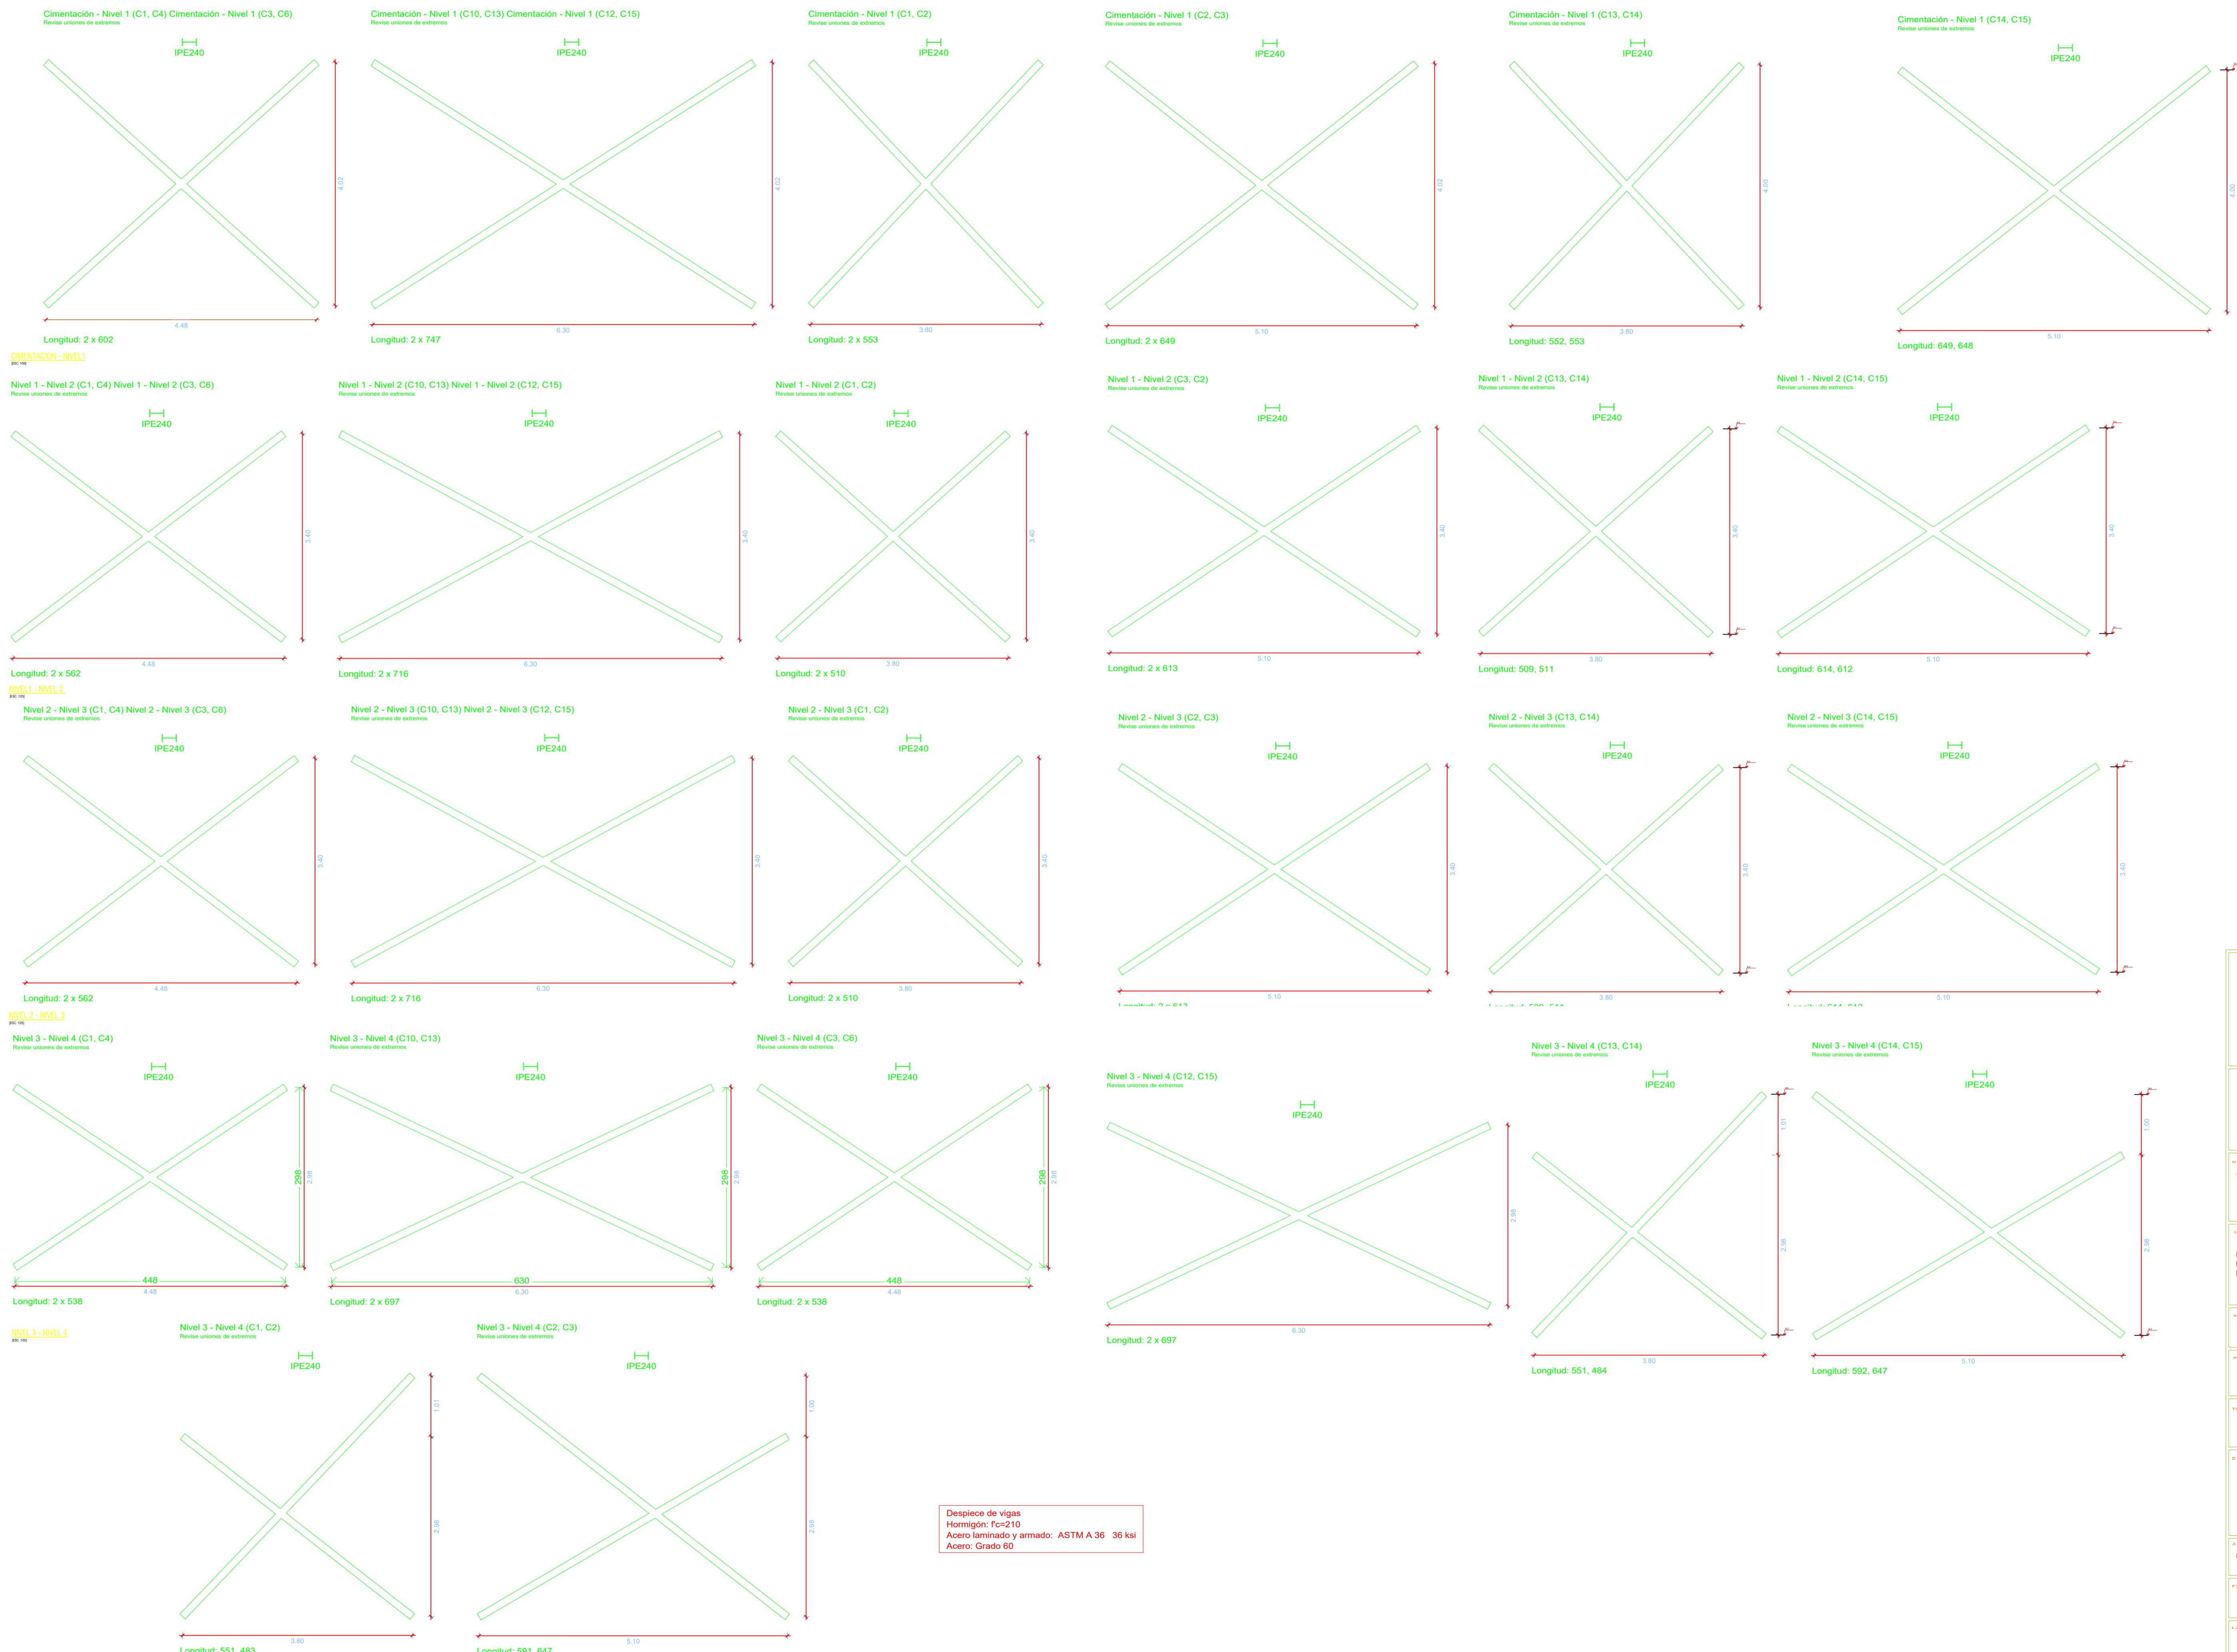 Cimentación - Nivel 1 (C1, C4) Cimentación - Nivel 1 (C3, C6)
Revise uniones de extremos
IPE240
4.02
4.48
Longitud: 2 x 602
Cimentación - Nivel 1 (C10, C13) Cimentación - Nivel 1 (C12, C15)
Revise uniones de extremos
IPE240
4.02
6.30
Longitud: 2 x 747
Cimentación - Nivel 1 (C1, C2)
Revise uniones de extremos
IPE240
3.80
Longitud: 2 x 553
Cimentación - Nivel 1 (C2, C3)
Revise uniones de extremos
IPE240
4.02
5.10
Longitud: 2 x 649
Cimentación - Nivel 1 (C13, C14)
Revise uniones de extremos
IPE240
4.00
3.80
Longitud: 552, 553
Cimentación - Nivel 1 (C14, C15)
Revise uniones de extremos
IPE240
4.00
5.10
Longitud: 649, 648
CIMENTACIÓN - NIVEL 1
Nivel 1 - Nivel 2 (C1, C4) Nivel 1 - Nivel 2 (C3, C6)
Revise uniones de extremos
IPE240
3.40
4.48
Longitud: 2 x 562
Nivel 1 - Nivel 2 (C10, C13) Nivel 1 - Nivel 2 (C12, C15)
Revise uniones de extremos
IPE240
3.40
6.30
Longitud: 2 x 716
Nivel 1 - Nivel 2 (C1, C2)
Revise uniones de extremos
IPE240
3.40
3.80
Longitud: 2 x 510
Nivel 1 - Nivel 2 (C3, C2)
Revise uniones de extremos
IPE240
3.40
5.10
Longitud: 2 x 613
Nivel 1 - Nivel 2 (C13, C14)
Revise uniones de extremos
IPE240
3.40
3.80
Longitud: 509, 511
Nivel 1 - Nivel 2 (C14, C15)
Revise uniones de extremos
IPE240
3.40
5.10
Longitud: 614, 612
NIVEL 1 - NIVEL 2
Nivel 2 - Nivel 3 (C1, C4) Nivel 2 - Nivel 3 (C3, C6)
Revise uniones de extremos
IPE240
3.40
4.48
Longitud: 2 x 562
Nivel 2 - Nivel 3 (C10, C13) Nivel 2 - Nivel 3 (C12, C15)
Revise uniones de extremos
IPE240
3.40
6.30
Longitud: 2 x 716
Nivel 2 - Nivel 3 (C1, C2)
Revise uniones de extremos
IPE240
3.40
3.80
Longitud: 2 x 510
Nivel 2 - Nivel 3 (C2, C3)
Revise uniones de extremos
IPE240
3.40
5.10
Nivel 2 - Nivel 3 (C13, C14)
Revise uniones de extremos
IPE240
3.40
3.80
Nivel 2 - Nivel 3 (C14, C15)
Revise uniones de extremos
IPE240
3.40
5.10
NIVEL 2 - NIVEL 3
Nivel 3 - Nivel 4 (C1, C4)
Revise uniones de extremos
IPE240
298
2.98
448
4.48
Longitud: 2 x 536
Nivel 3 - Nivel 4 (C10, C13)
Revise uniones de extremos
IPE240
298
2.98
630
6.30
Longitud: 2 x 697
Nivel 3 - Nivel 4 (C3, C6)
Revise uniones de extremos
IPE240
298
2.98
448
4.48
Longitud: 2 x 538
Nivel 3 - Nivel 4 (C12, C15)
Revise uniones de extremos
IPE240
2.98
6.30
Longitud: 2 x 697
Nivel 3 - Nivel 4 (C13, C14)
Revise uniones de extremos
IPE240
1.01
2.98
3.80
Longitud: 551, 484
Nivel 3 - Nivel 4 (C14, C15)
Revise uniones de extremos
IPE240
1.00
2.98
5.10
Longitud: 592, 647
NIVEL 3 - NIVEL 4
Nivel 3 - Nivel 4 (C1, C2)
Revise uniones de extremos
IPE240
1.01
2.98
3.80
Longitud: 551, 483
Nivel 3 - Nivel 4 (C2, C3)
Revise uniones de extremos
IPE240
1.00
2.98
5.10
Longitud: 591, 647
Despiece de vigas
Hormigón: f'c=210
Acero laminado y armado: ASTM A 36 36 ksi
Acero: Grado 60